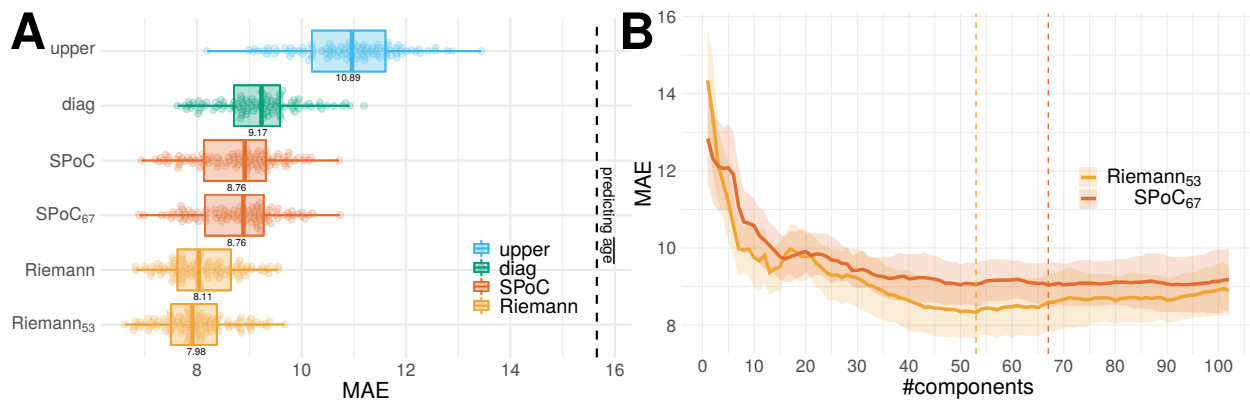 A
upper
diag
SPoC
SPoC67
Riemann
Riemann53
10.89
9.17
8.76
8.76
8.11
7.98
predicting age
upper
diag
SPoC
Riemann
8
10
12
14
16
MAE
B
16
14
12
10
8
MAE
Riemann53
SPoC67
0
10
20
30
40
50
60
70
80
90
100
#components